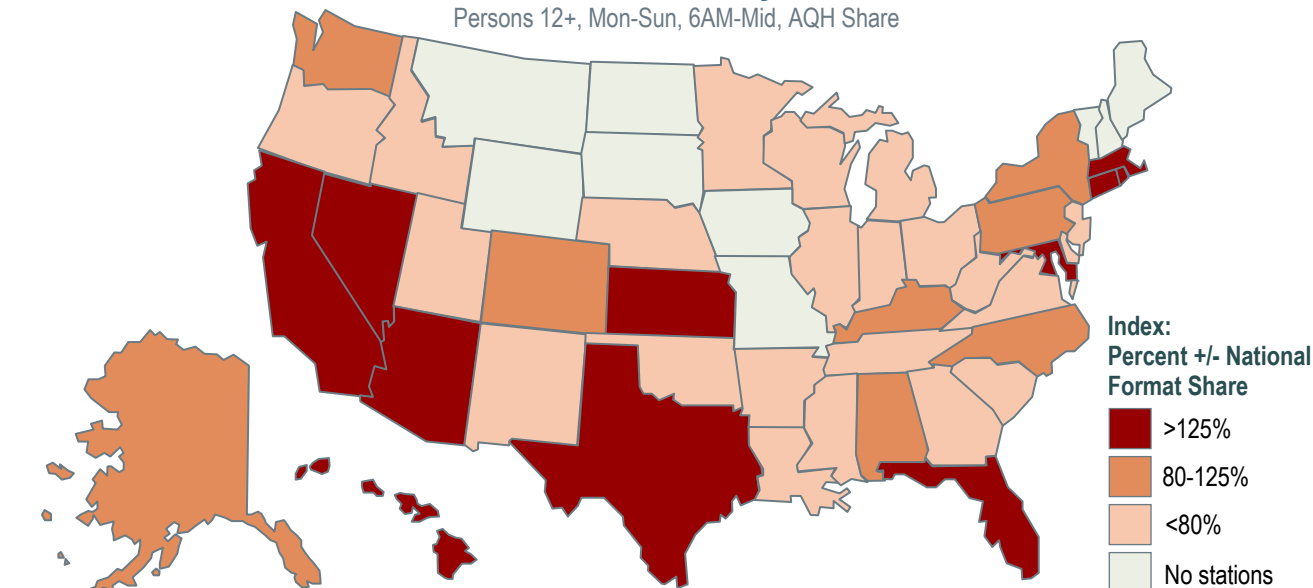 Persons 12+, Mon-Sun, 6AM-Mid, AQH Share
Index:
Percent +/- National
Format Share
>125%
80-125%
<80%
No stations